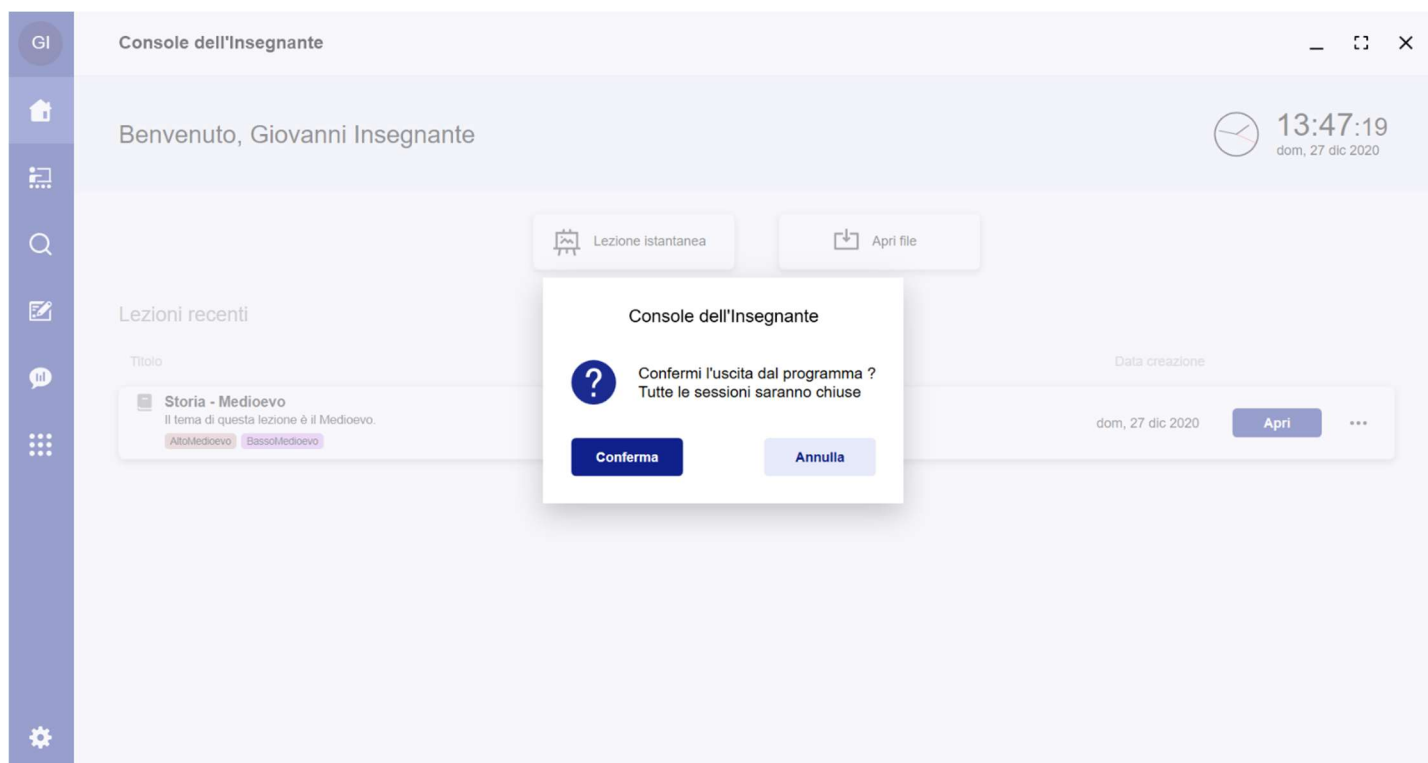 GI
Console dell'Insegnante
Benvenuto, Giovanni Insegnante
13:47:19
dom, 27 dic 2020
Lezione istantanea
Apri file
Lezioni recenti
Titolo
Data creazione
Storia - Medioevo
Il tema di questa lezione è il Medioevo.
AltoMedioevo BassoMedioevo
dom, 27 dic 2020
Apri
Console dell'Insegnante
Confermi l'uscita dal programma ?
Tutte le sessioni saranno chiuse
Conferma
Annulla